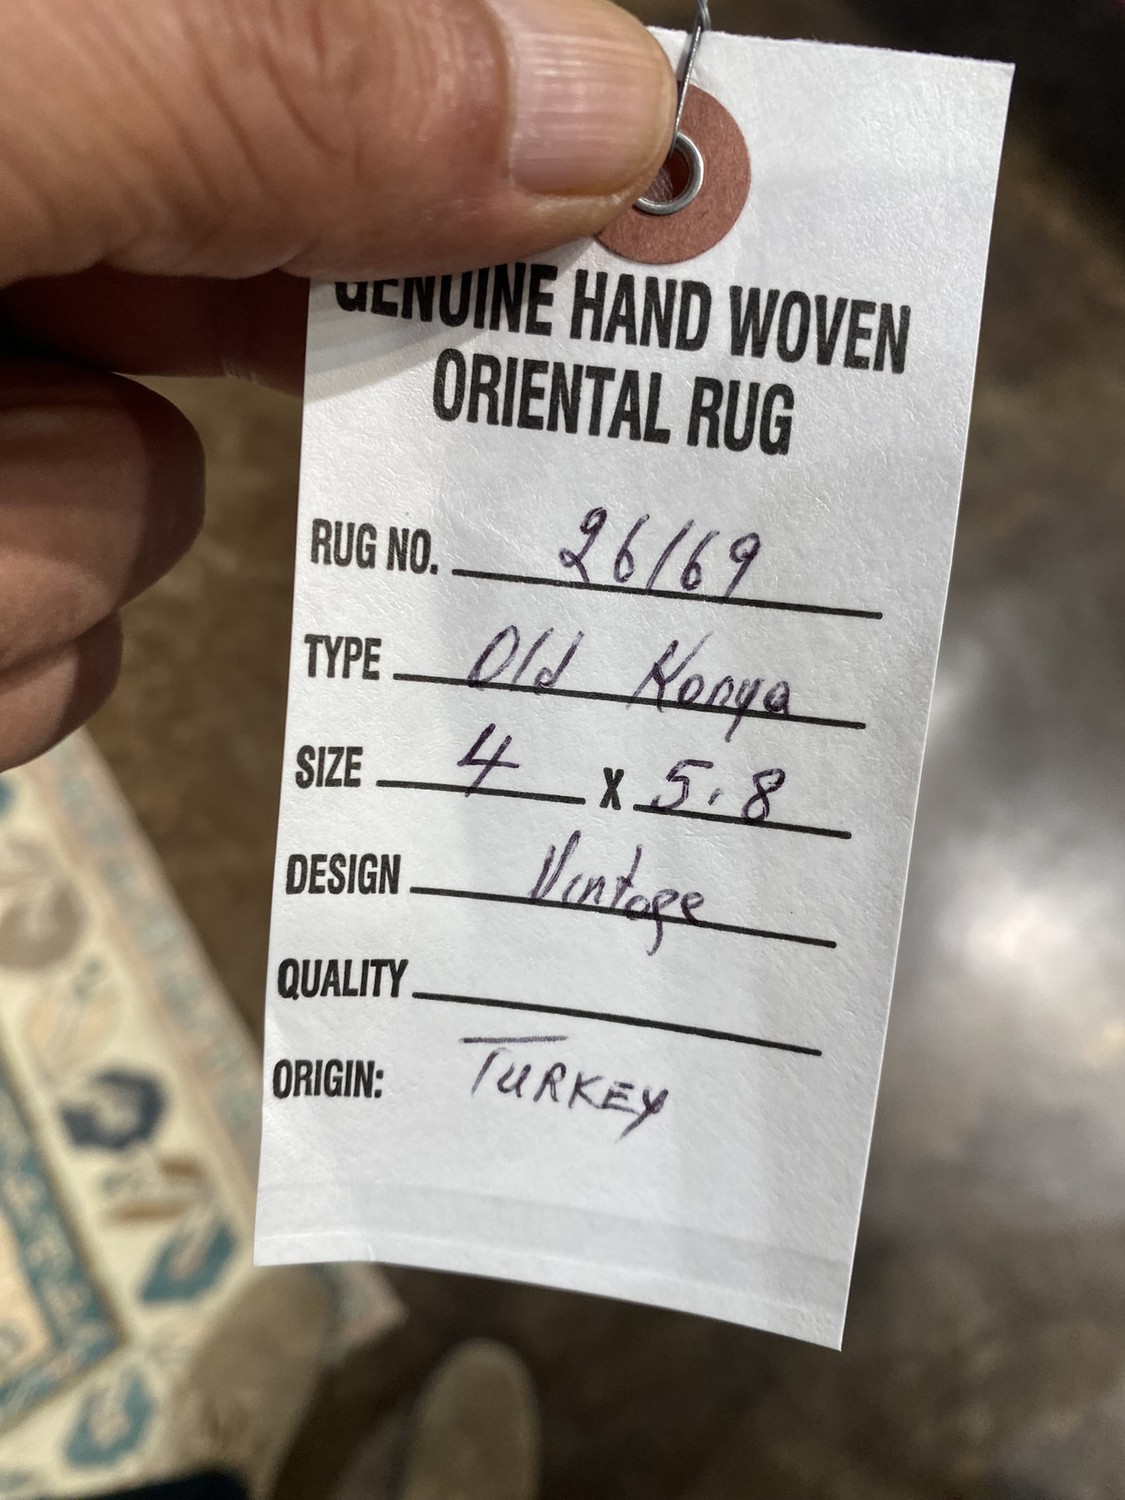 GENUINE HAND WOVEN
ORIENTAL RUG
RUG NO. 26169
TYPE Old Konya
SIZE 4 x 5.8
DESIGN Vintage
QUALITY
ORIGIN: TURKEY